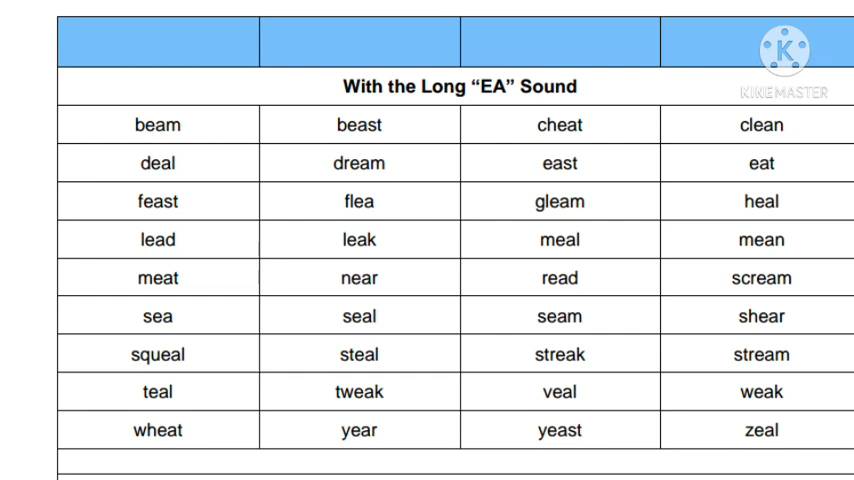 K
KINEMASTER
With the Long “EA” Sound
beam beast cheat clean
deal dream east eat
feast flea gleam heal
lead leak meal mean
meat near read scream
sea seal seam shear
squeal steal streak stream
teal tweak veal weak
wheat year yeast zeal